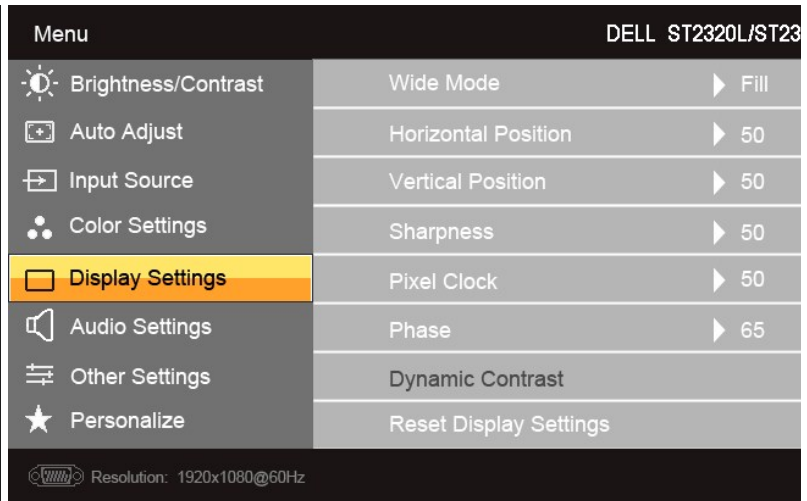 Menu DELL ST2320L/ST23
Brightness/Contrast Wide Mode Fill
Auto Adjust Horizontal Position 50
Input Source Vertical Position 50
Color Settings Sharpness 50
Display Settings Pixel Clock 50
Audio Settings Phase 65
Other Settings Dynamic Contrast
Personalize Reset Display Settings
Resolution: 1920x1080@60Hz